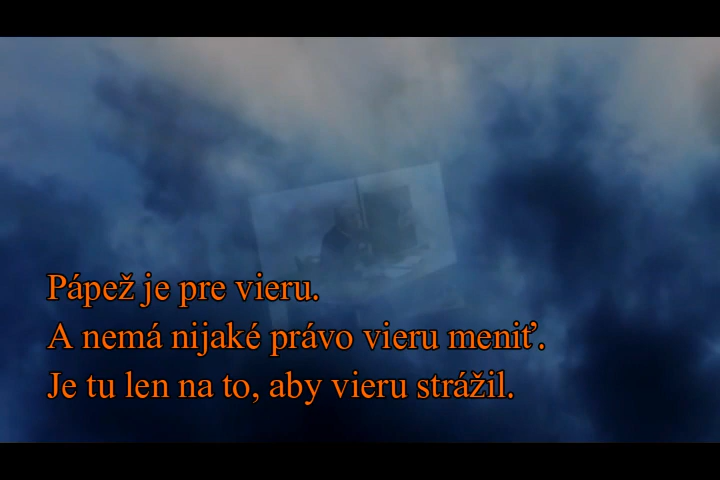 Pápež je pre vieru.
A nemá nijaké právo vieru meniť.
Je tu len na to, aby vieru strážil.